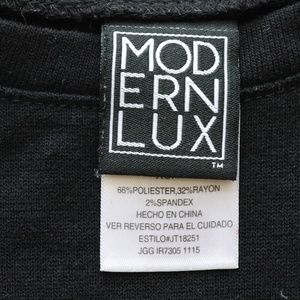 MOD
ERN
LUX
TM
66%POLIESTER,32%RAYON
2%SPANDEX
HECHO EN CHINA
VER REVERSO PARA EL CUIDADO
ESTILO#JT18251
JGG IR7305 1115